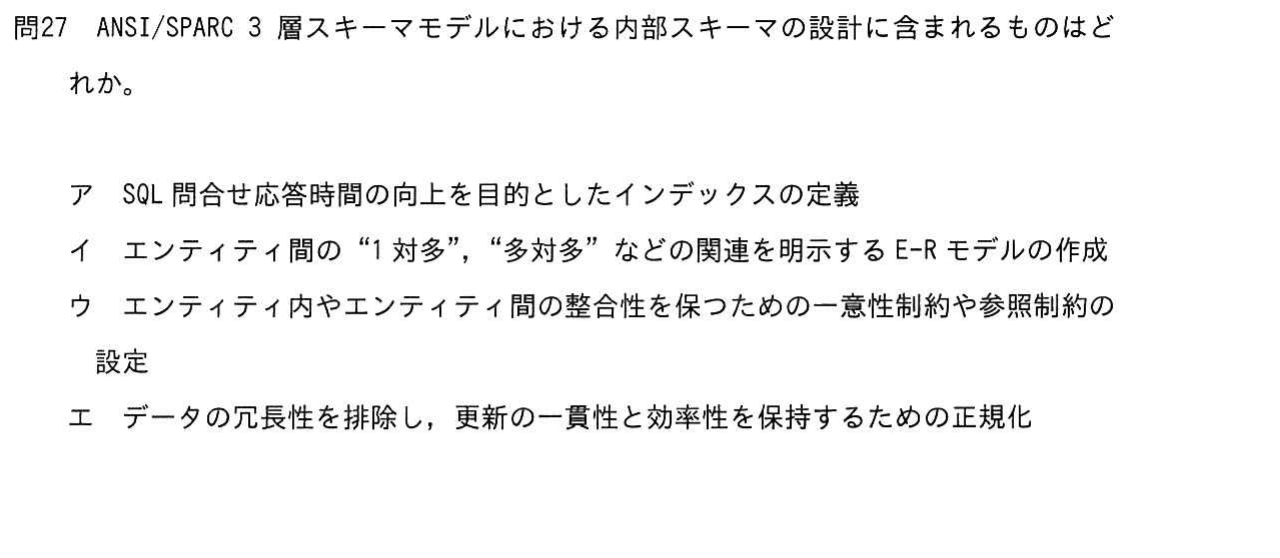 問27 ANSI/SPARC 3 層スキーマモデルにおける内部スキーマの設計に含まれるものはど
れか。
ア SQL 問合せ応答時間の向上を目的としたインデックスの定義
イ エンティティ間の“1 対多”，“多対多”などの関連を明示する E-R モデルの作成
ウ エンティティ内やエンティティ間の整合性を保つための一意性制約や参照制約の
設定
エ データの冗長性を排除し，更新の一貫性と効率性を保持するための正規化